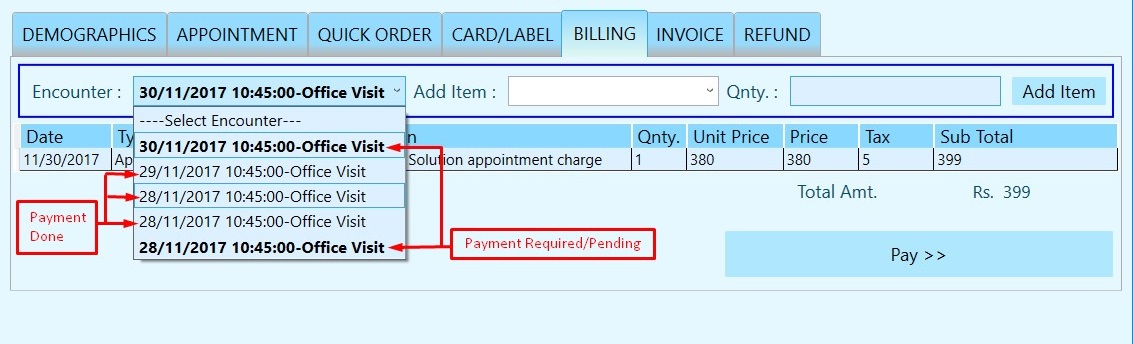 DEMOGRAPHICS APPOINTMENT QUICK ORDER CARD/LABEL BILLING INVOICE REFUND
Encounter : 30/11/2017 10:45:00-Office Visit Add Item : Qnty. : Add Item
----Select Encounter---
Date Ty n Qnty. Unit Price Price Tax Sub Total
30/11/2017 10:45:00-Office Visit
11/30/2017 Ap Solution appointment charge 1 380 380 5 399
29/11/2017 10:45:00-Office Visit
28/11/2017 10:45:00-Office Visit
Total Amt. Rs. 399
28/11/2017 10:45:00-Office Visit
Payment
Done
28/11/2017 10:45:00-Office Visit
Payment Required/Pending
Pay >>